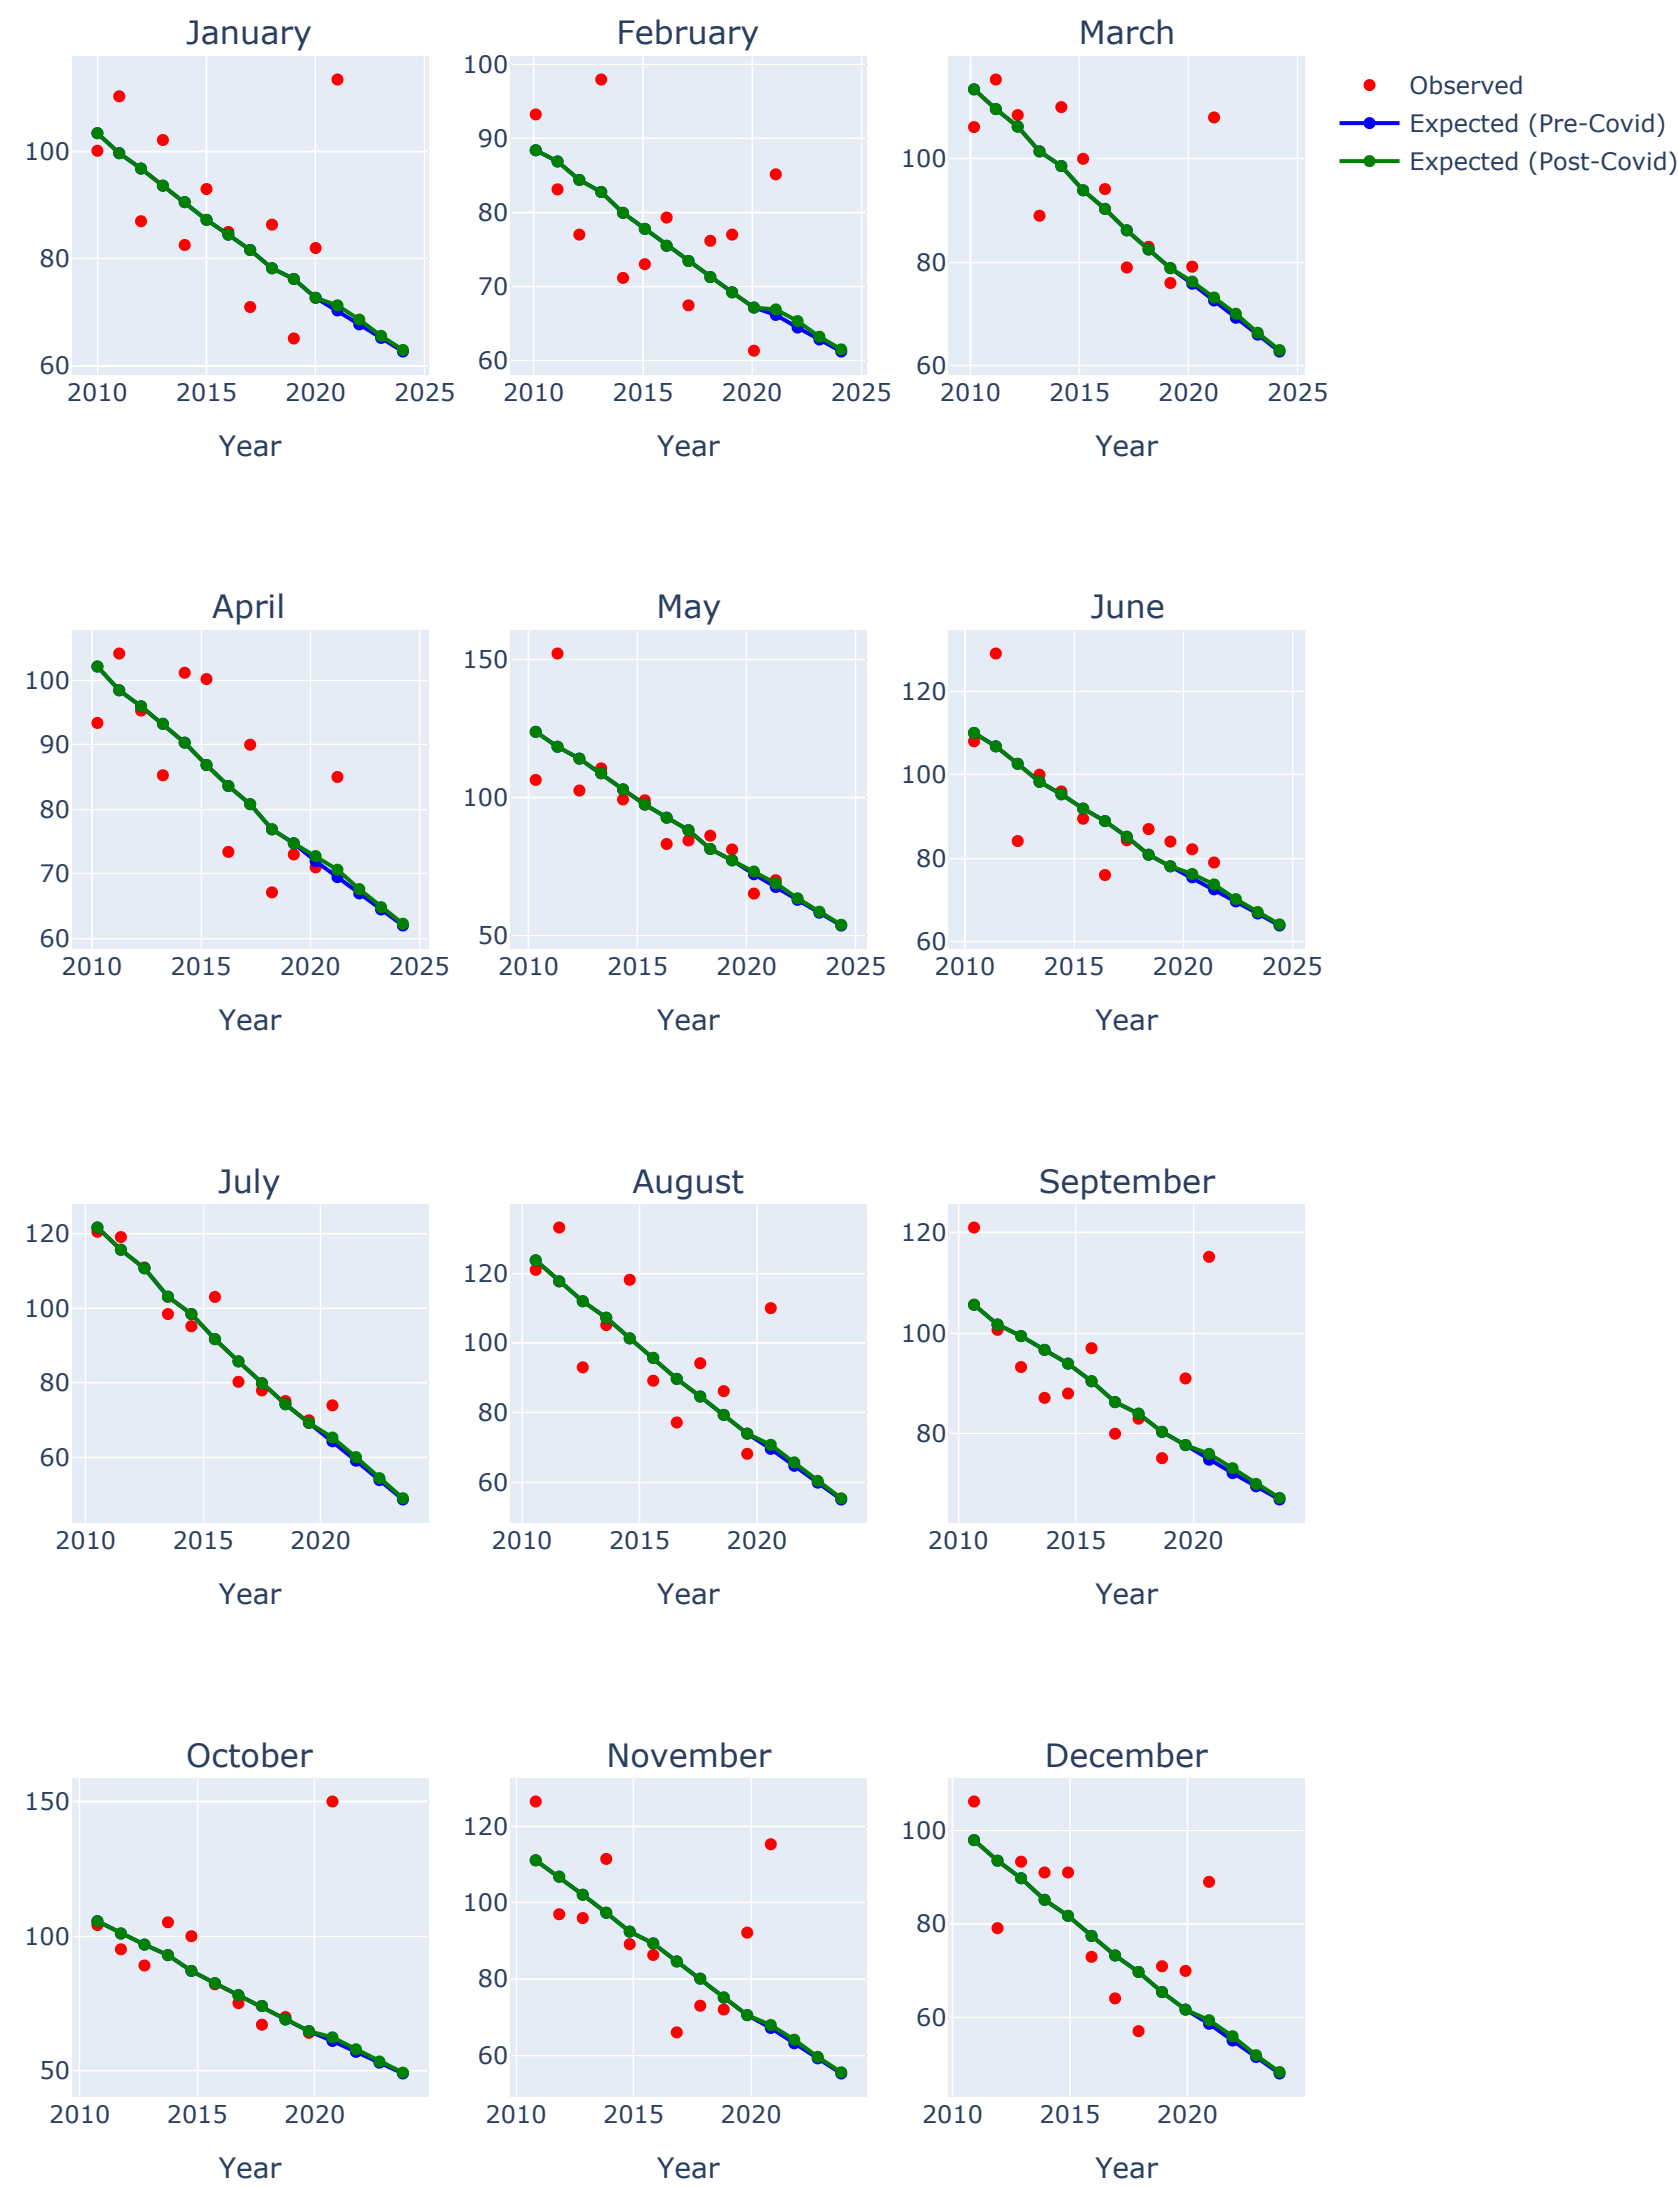 January February March
Observed
Expected (Pre-Covid)
Expected (Post-Covid)
100
80
60
2010 2015 2020 2025
Year
100
90
80
70
60
2010 2015 2020 2025
Year
100
80
60
2010 2015 2020 2025
Year
April May June
100
90
80
70
60
2010 2015 2020 2025
Year
150
100
50
2010 2015 2020 2025
Year
120
100
80
60
2010 2015 2020 2025
Year
July August September
120
100
80
60
2010 2015 2020
Year
120
100
80
60
2010 2015 2020
Year
120
100
80
2010 2015 2020
Year
October November December
150
100
50
2010 2015 2020
Year
120
100
80
60
2010 2015 2020
Year
100
80
60
2010 2015 2020
Year